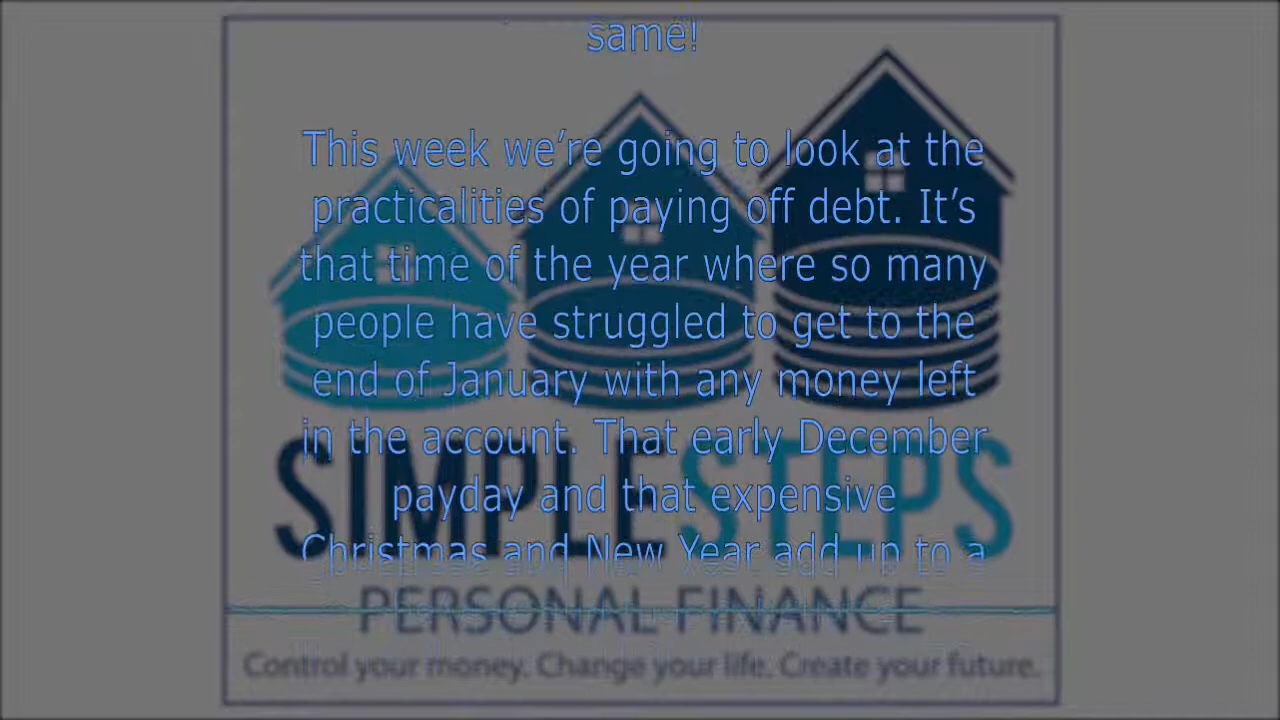 same!
This week we’re going to look at the
practicalities of paying off debt. It’s
that time of the year where so many
people have struggled to get to the
end of January with any money left
in the account. That early December
payday and that expensive
Christmas and New Year add up to a
SIMPLESTEPS
PERSONAL FINANCE
Control your money. Change your life. Create your future.